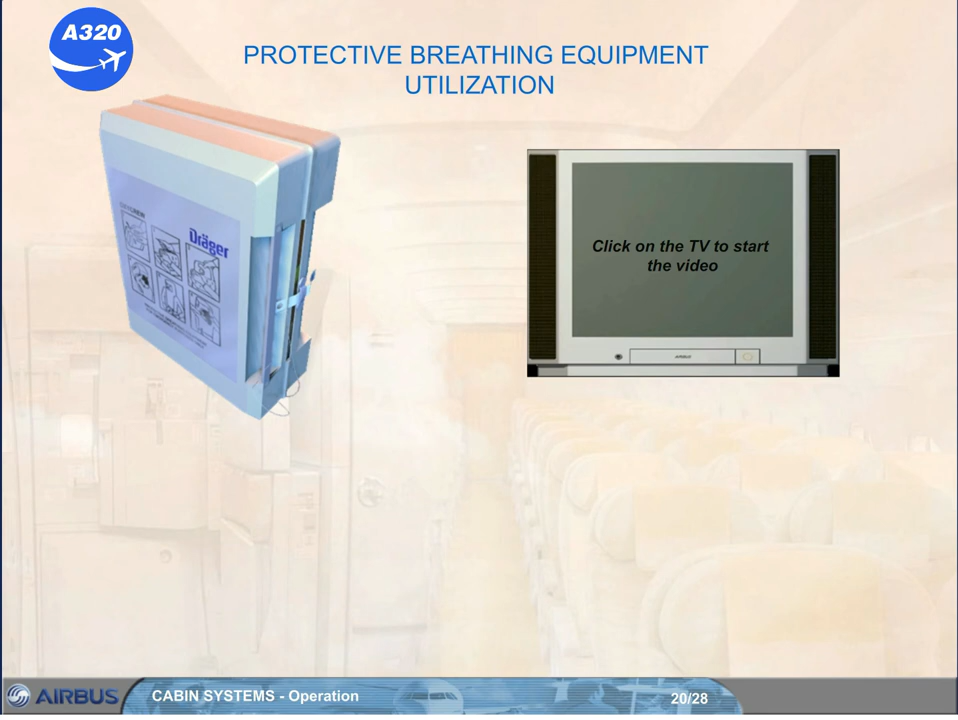 A320
PROTECTIVE BREATHING EQUIPMENT
UTILIZATION
Dräger
Click on the TV to start
the video
AIRBUS
AIRBUS
CABIN SYSTEMS - Operation
20/28